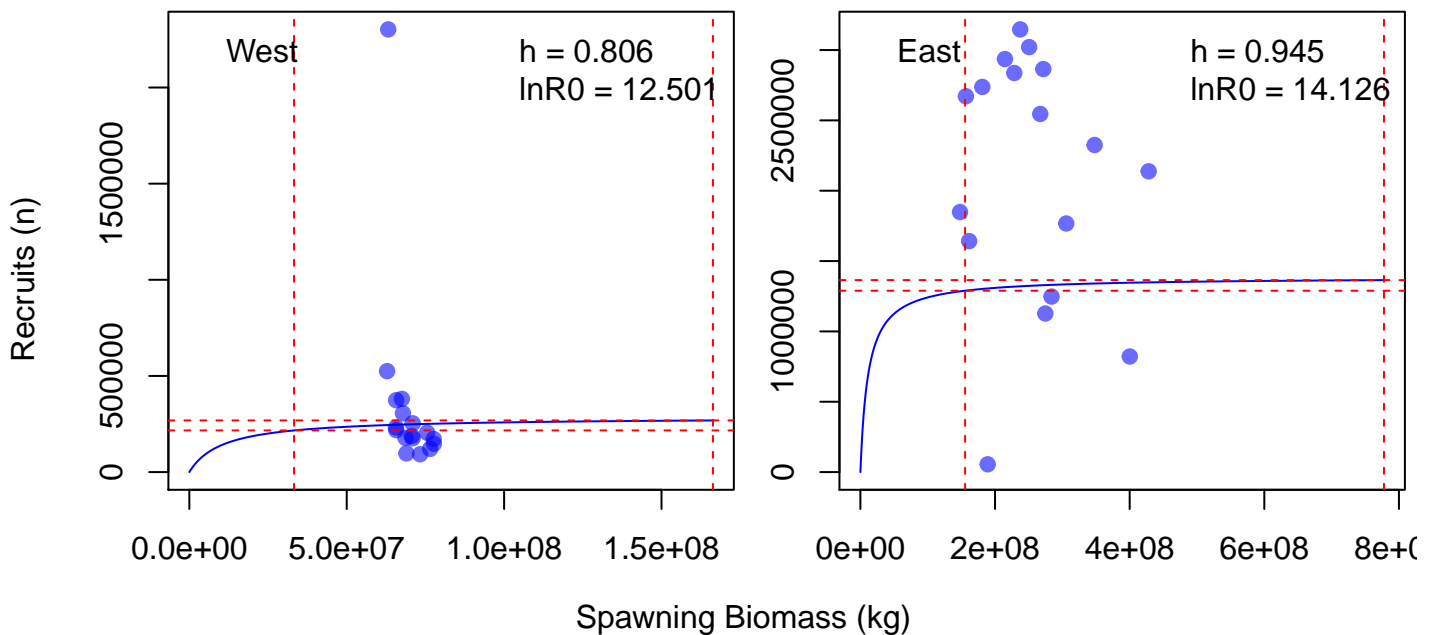 West
h = 0.806
lnR0 = 12.501
East
h = 0.945
lnR0 = 14.126
Recruits (n)
1500000
500000
0
2500000
1000000
0
0.0e+00 5.0e+07 1.0e+08 1.5e+08
0e+00 2e+08 4e+08 6e+08
Spawning Biomass (kg)